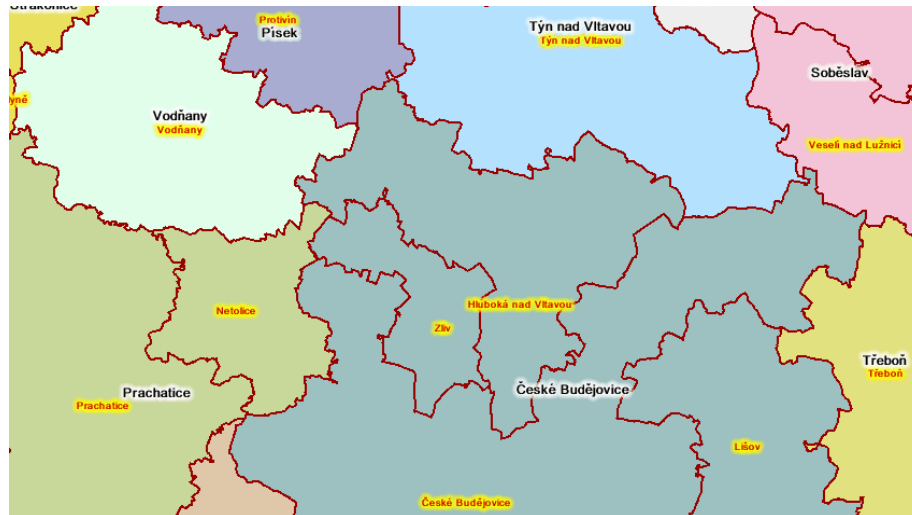 Strakonice
Protivín
Písek
Týn nad Vltavou
Týn nad Vltavou
Soběslav
Vodňany
Vodňany
Veselí nad Lužnicí
Netolice
Hluboká nad Vltavou
Zliv
Třeboň
Třeboň
Prachatice
Prachatice
České Budějovice
Lišov
České Budějovice